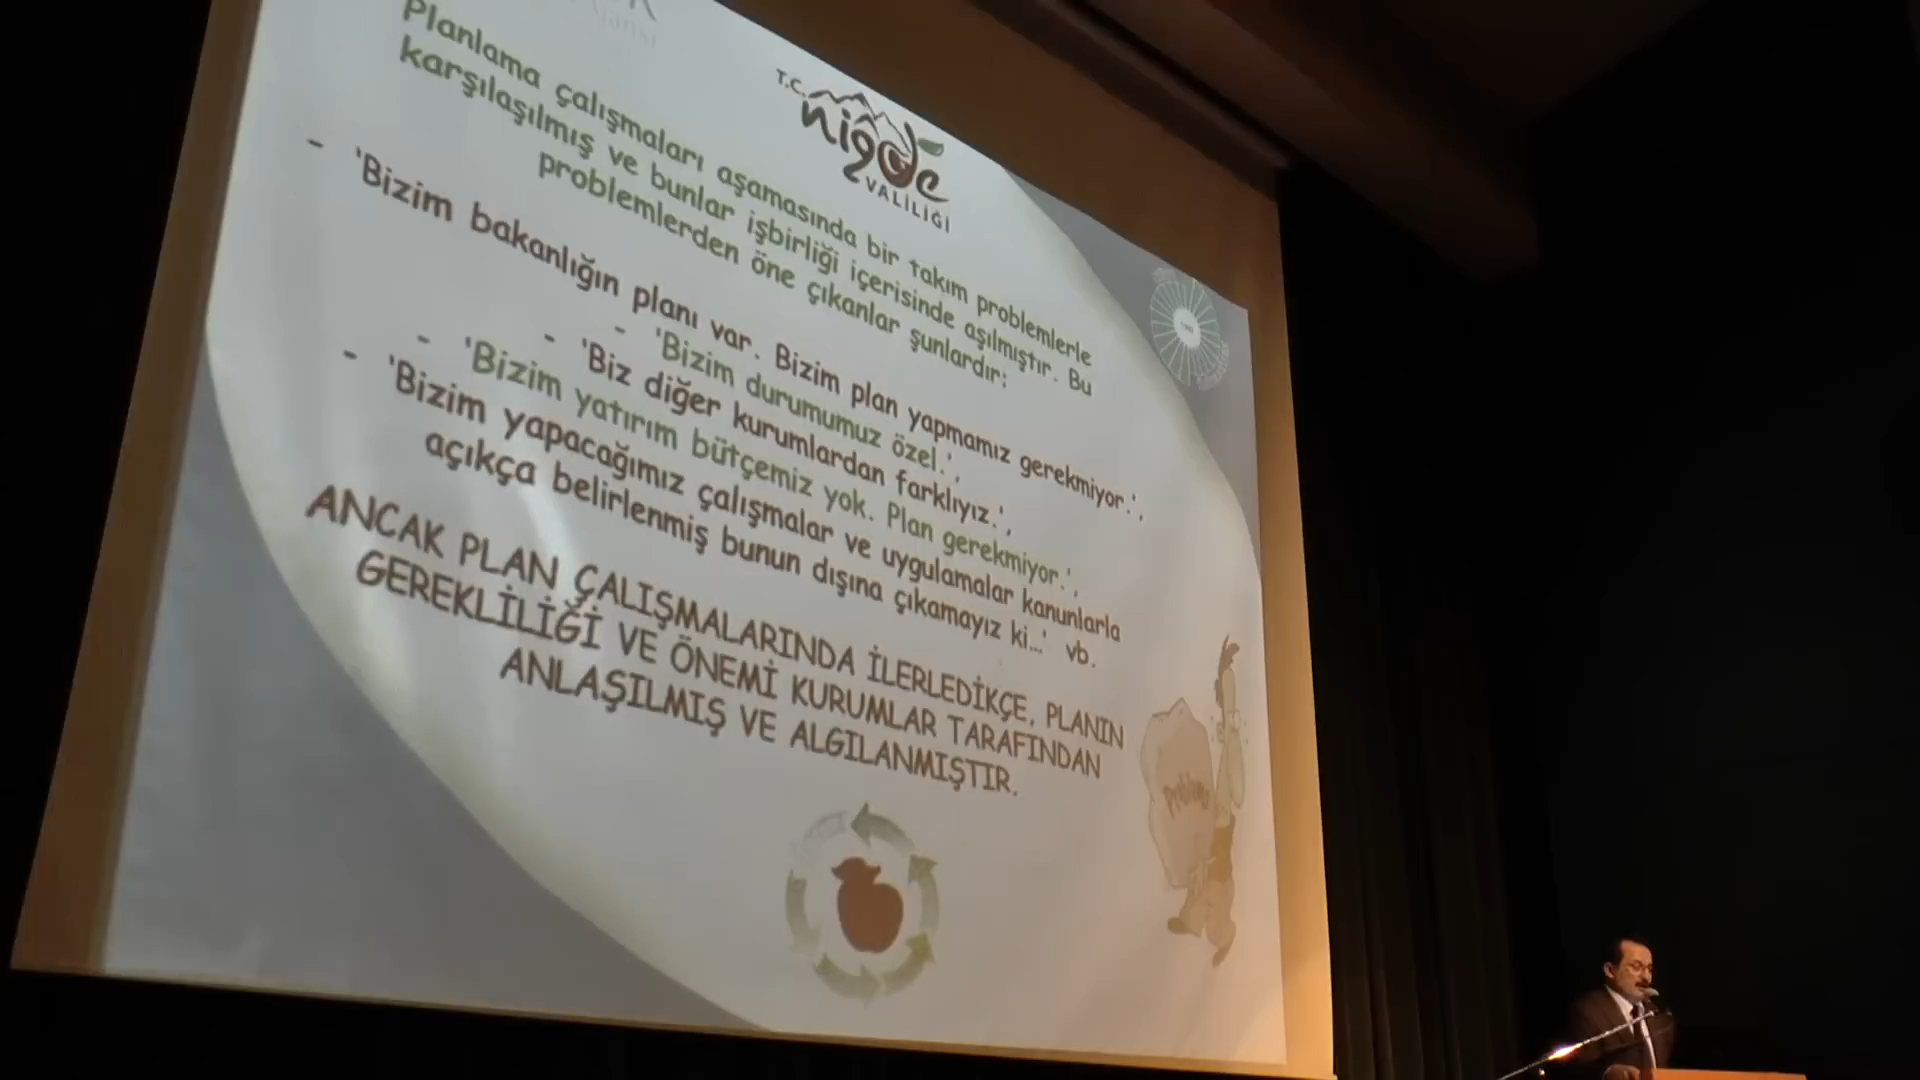 T.C.
niğde
VALİLİĞİ
Planlama çalışmaları aşamasında bir takım problemlerle
karşılaşılmış ve bunlar işbirliği içerisinde aşılmıştır. Bu
problemlerden öne çıkanlar şunlardır:
- 'Bizim bakanlığın planı var. Bizim plan yapmamız gerekmiyor.',
- 'Bizim durumumuz özel.',
- 'Biz diğer kurumlardan farklıyız.',
- 'Bizim yatırım bütçemiz yok. Plan gerekmiyor.',
- 'Bizim yapacağımız çalışmalar ve uygulamalar kanunlarla
açıkça belirlenmiş bunun dışına çıkamayız ki...' vb.
ANCAK PLAN ÇALIŞMALARINDA İLERLEDİKÇE, PLANIN
GEREKLİLİĞİ VE ÖNEMİ KURUMLAR TARAFINDAN
ANLAŞILMIŞ VE ALGILANMIŞTIR.